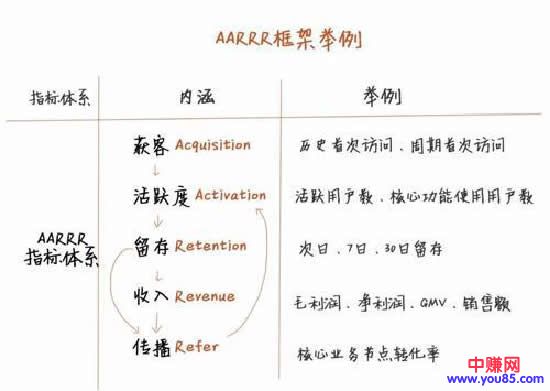 AARRR框架举例
指标体系 内涵 举例
获客 Acquisition 历史首次访问、周期首次访问
活跃度 Activation 活跃用户数、核心功能使用用户数
AARRR
指标体系
留存 Retention 次日、7日、30日留存
收入 Revenue 毛利润、净利润、GMV、销售额
传播 Refer 核心业务节点转化率
中赚网
www.you85.com